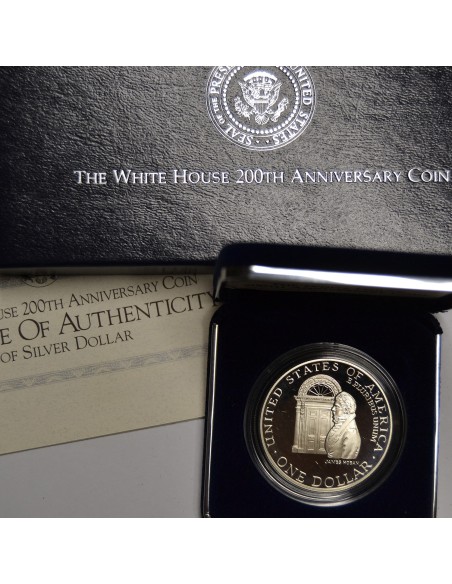 SEAL OF THE PRESIDENT OF THE UNITED STATES
THE WHITE HOUSE 200TH ANNIVERSARY COIN
USE 200TH ANNIVERSARY COIN
E OF AUTHENTICITY
OF SILVER DOLLAR
UNITED STATES OF AMERICA
E PLURIBUS UNUM
JAMES HOBAN
ONE DOLLAR